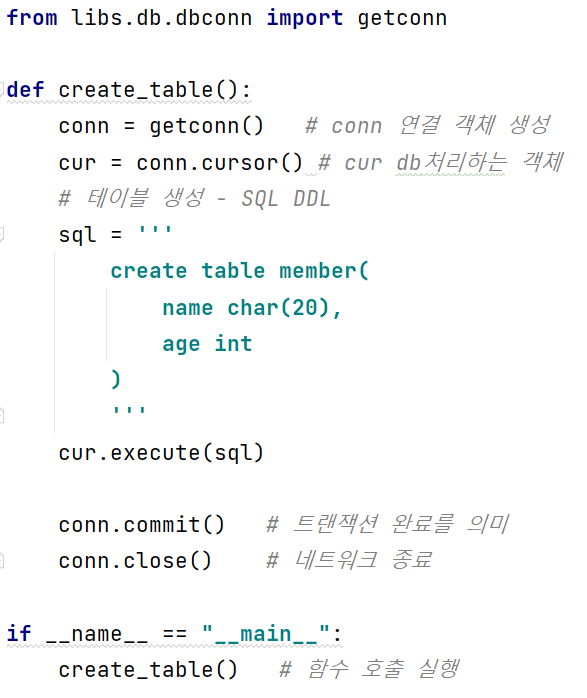 from libs.db.dbconn import getconn
def create_table():
conn = getconn() # conn 연결 객체 생성
cur = conn.cursor() # cur db처리하는 객체
# 테이블 생성 - SQL DDL
sql = '''
create table member(
name char(20),
age int
)
'''
cur.execute(sql)
conn.commit() # 트랜잭션 완료를 의미
conn.close() # 네트워크 종료
if __name__ == "__main__":
create_table() # 함수 호출 실행